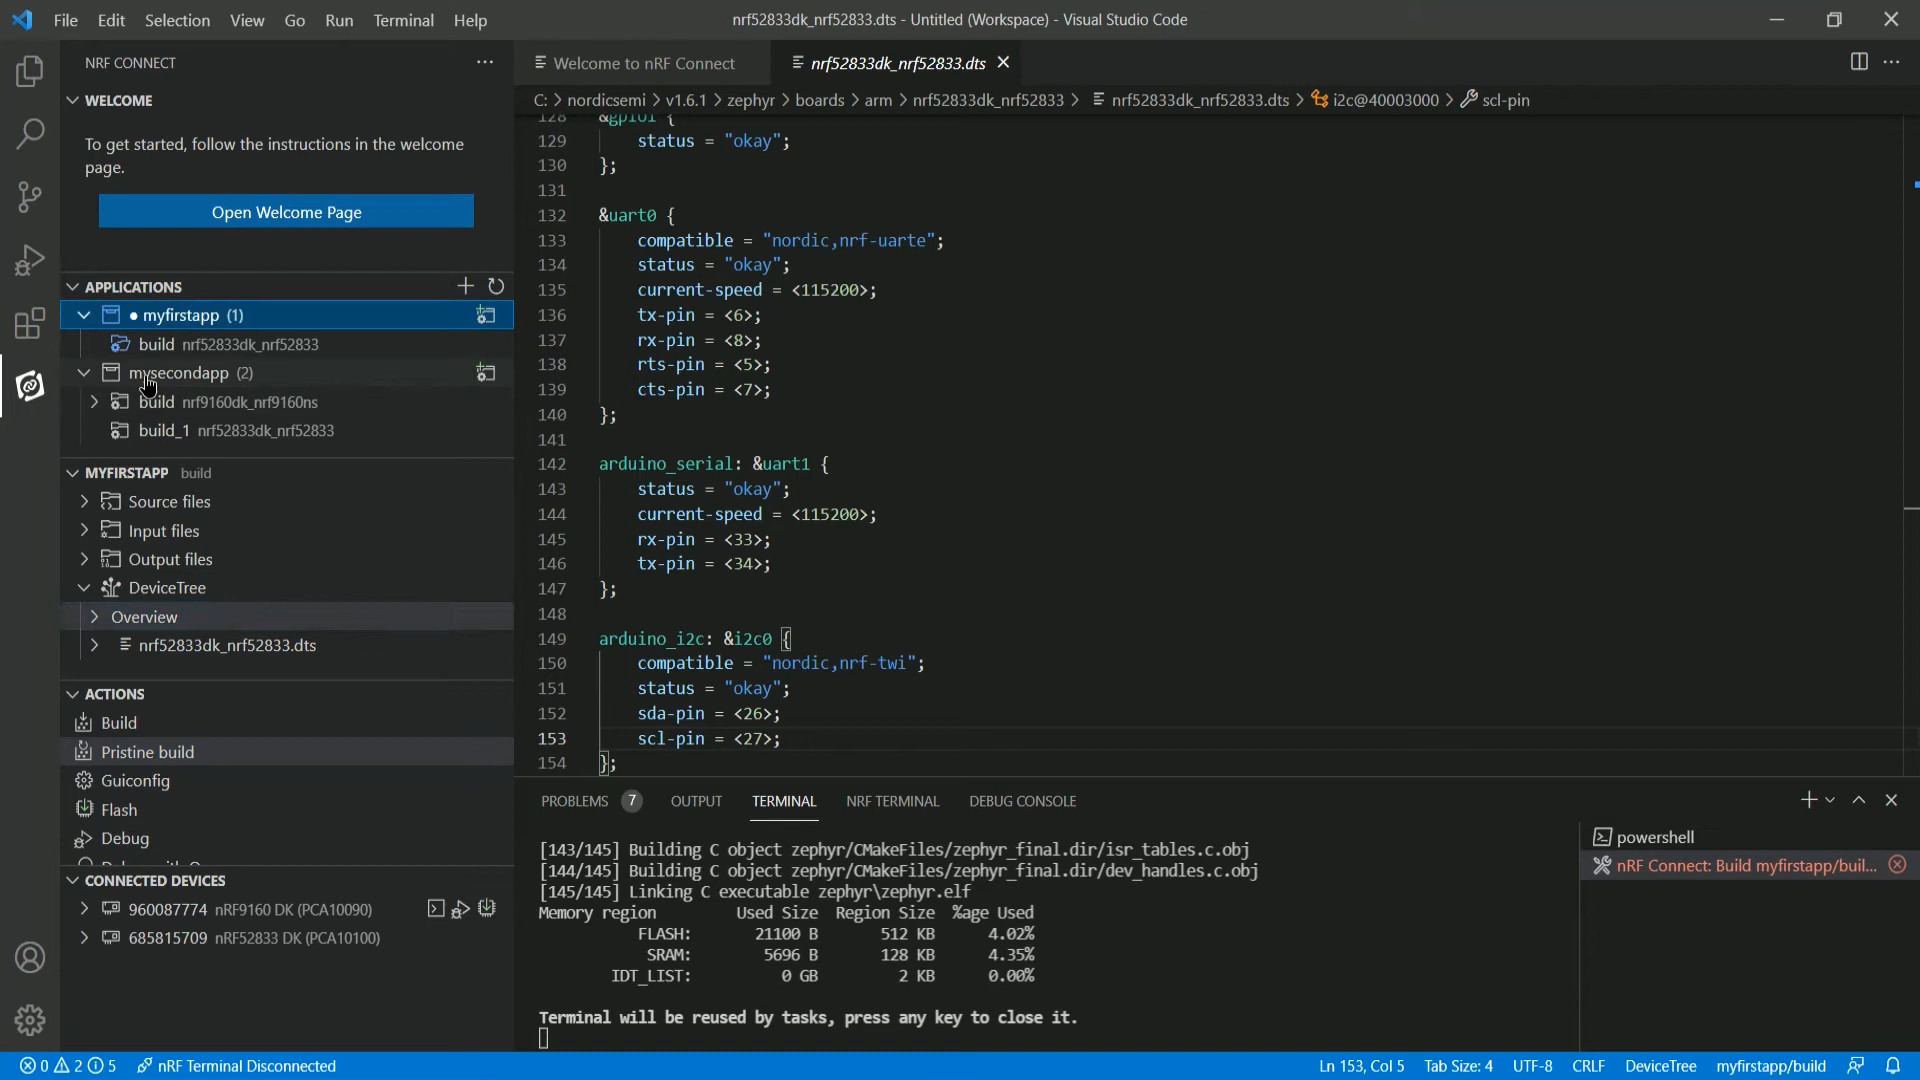 File Edit Selection View Go Run Terminal Help
nrf52833dk_nrf52833.dts - Untitled (Workspace) - Visual Studio Code
NRF CONNECT
WELCOME
To get started, follow the instructions in the welcome
page.
Open Welcome Page
APPLICATIONS
● myfirstapp (1)
build nrf52833dk_nrf52833
mysecondapp (2)
build nrf9160dk_nrf9160ns
build_1 nrf52833dk_nrf52833
MYFIRSTAPP build
Source files
Input files
Output files
DeviceTree
Overview
nrf52833dk_nrf52833.dts
ACTIONS
Build
Pristine build
Guiconfig
Flash
Debug
CONNECTED DEVICES
960087774 nRF9160 DK (PCA10090)
685815709 nRF52833 DK (PCA10100)
Welcome to nRF Connect
nrf52833dk_nrf52833.dts
C: > nordicsemi > v1.6.1 > zephyr > boards > arm > nrf52833dk_nrf52833 > nrf52833dk_nrf52833.dts > i2c@40003000 > scl-pin
128 &gpio1 {
129 status = "okay";
130 };
131
132 &uart0 {
133 compatible = "nordic,nrf-uarte";
134 status = "okay";
135 current-speed = <115200>;
136 tx-pin = <6>;
137 rx-pin = <8>;
138 rts-pin = <5>;
139 cts-pin = <7>;
140 };
141
142 arduino_serial: &uart1 {
143 status = "okay";
144 current-speed = <115200>;
145 rx-pin = <33>;
146 tx-pin = <34>;
147 };
148
149 arduino_i2c: &i2c0 {
150 compatible = "nordic,nrf-twi";
151 status = "okay";
152 sda-pin = <26>;
153 scl-pin = <27>;
154 };
PROBLEMS 7 OUTPUT TERMINAL NRF TERMINAL DEBUG CONSOLE
[143/145] Building C object zephyr/CMakeFiles/zephyr_final.dir/isr_tables.c.obj
[144/145] Building C object zephyr/CMakeFiles/zephyr_final.dir/dev_handles.c.obj
[145/145] Linking C executable zephyr\zephyr.elf
Memory region Used Size Region Size %age Used
FLASH: 21100 B 512 KB 4.02%
SRAM: 5696 B 128 KB 4.35%
IDT_LIST: 0 GB 2 KB 0.00%
Terminal will be reused by tasks, press any key to close it.
powershell
nRF Connect: Build myfirstapp/buil...
0 2 5 nRF Terminal Disconnected
Ln 153, Col 5 Tab Size: 4 UTF-8 CRLF DeviceTree myfirstapp/build